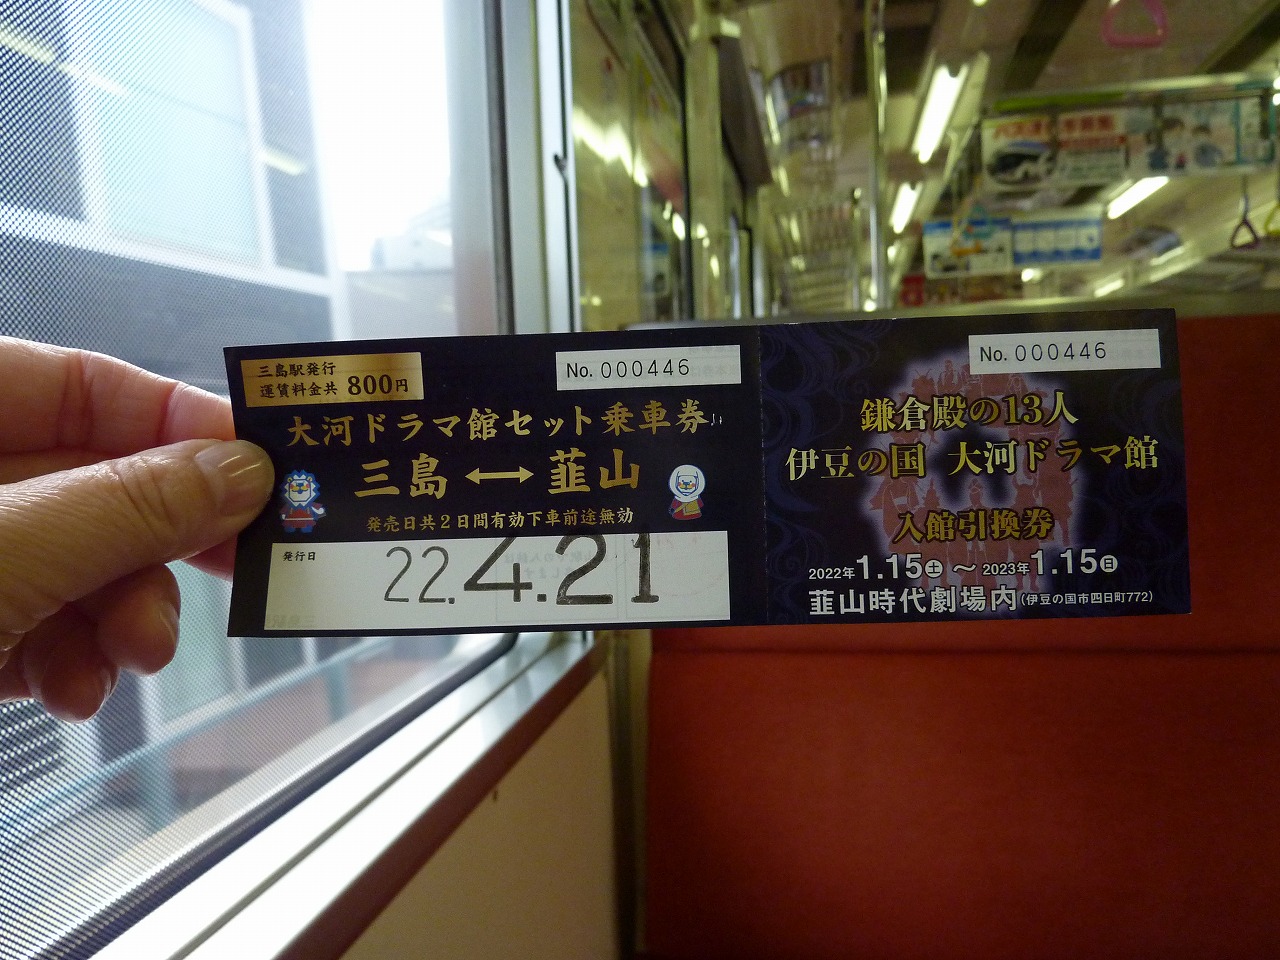 三島駅発行
運賃料金共 800円
No. 000446
大河ドラマ館セット乗車券
三島 ↔ 韮山
発売日共2日間有効下車前途無効
発行日
22.4.21
No. 000446
鎌倉殿の13人
伊豆の国 大河ドラマ館
入館引換券
2022年1.15㊏～2023年1.15㊐
韮山時代劇場内(伊豆の国市四日町772)